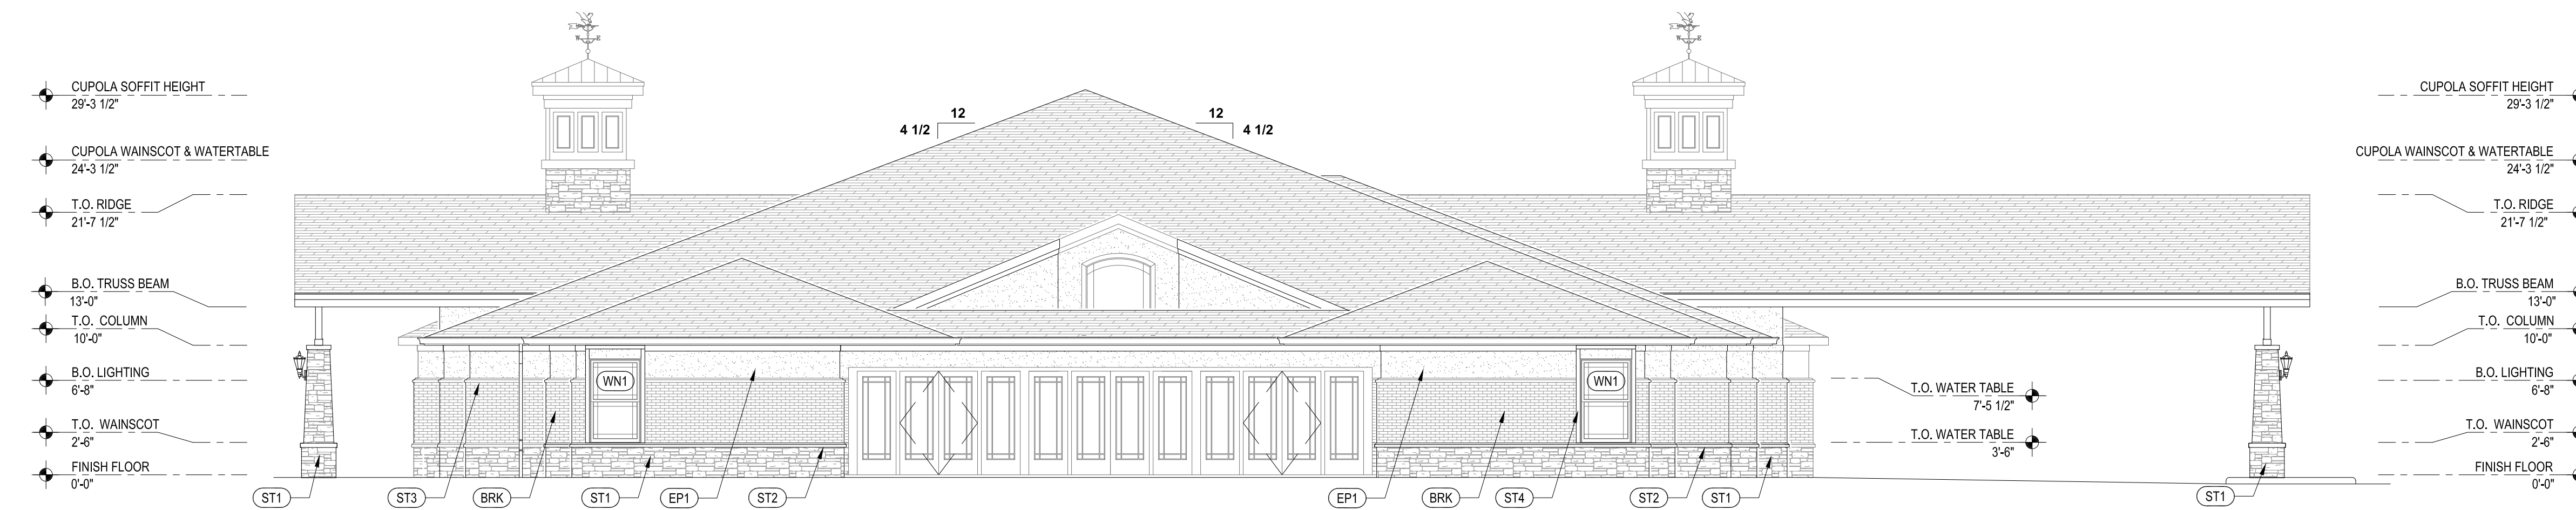 W E
W E
CUPOLA SOFFIT HEIGHT
29'-3 1/2"
CUPOLA WAINSCOT & WATERTABLE
24'-3 1/2"
T.O. RIDGE
21'-7 1/2"
B.O. TRUSS BEAM
13'-0"
T.O. COLUMN
10'-0"
B.O. LIGHTING
6'-8"
T.O. WAINSCOT
2'-6"
FINISH FLOOR
0'-0"
12
4 1/2
12
4 1/2
WN1
WN1
CUPOLA SOFFIT HEIGHT
29'-3 1/2"
CUPOLA WAINSCOT & WATERTABLE
24'-3 1/2"
T.O. RIDGE
21'-7 1/2"
B.O. TRUSS BEAM
13'-0"
T.O. COLUMN
10'-0"
B.O. LIGHTING
6'-8"
T.O. WAINSCOT
2'-6"
FINISH FLOOR
0'-0"
T.O. WATER TABLE
7'-5 1/2"
T.O. WATER TABLE
3'-6"
ST1
ST3
BRK
ST1
EP1
ST2
EP1
BRK
ST4
ST2
ST1
ST1